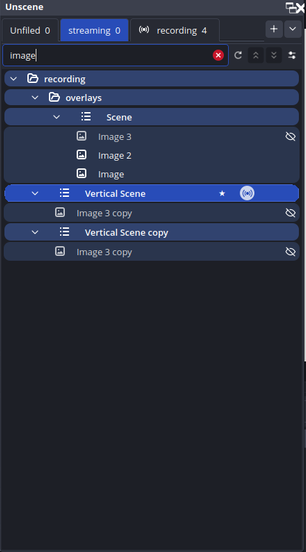 Unscene
Unfiled 0 streaming 0 recording 4
image
recording
overlays
Scene
Image 3
Image 2
Image
Vertical Scene
Image 3 copy
Vertical Scene copy
Image 3 copy